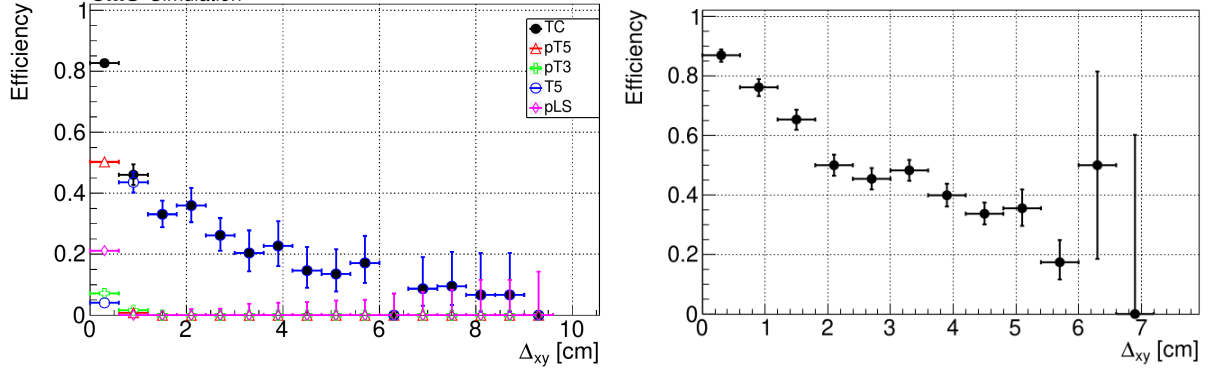 Simulation
Efficiency
1
0.8
0.6
0.4
0.2
0
TC
pT5
pT3
T5
pLS
0 2 4 6 8 10
Δxy [cm]
Efficiency
1
0.8
0.6
0.4
0.2
0
0 1 2 3 4 5 6 7
Δxy [cm]